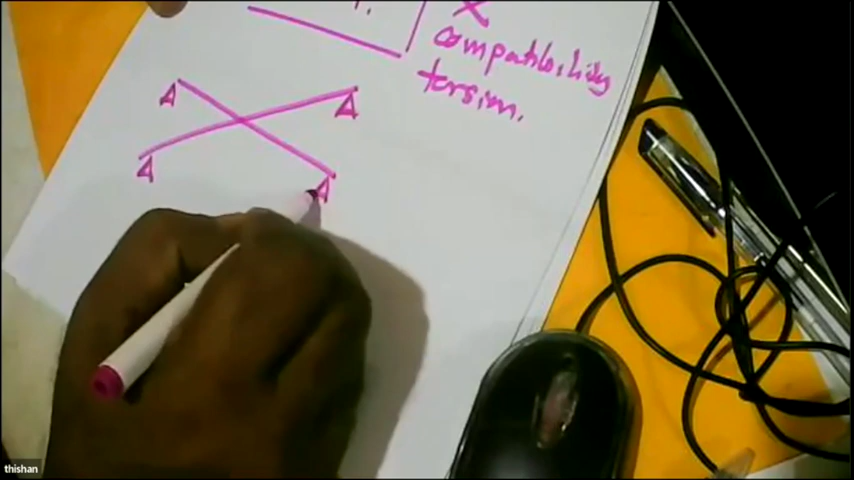 compatibility
torsion.
A A
A A
thishan